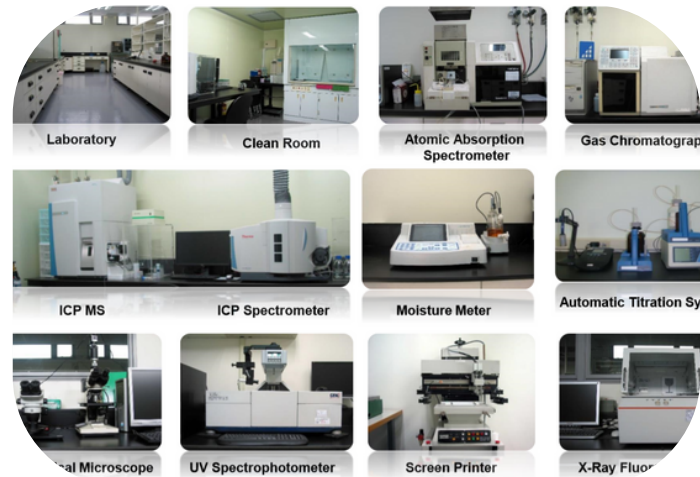 Laboratory
Clean Room
Atomic Absorption
Spectrometer
Gas Chromatograp
ICP MS
ICP Spectrometer
Moisture Meter
Automatic Titration Sy
ical Microscope
UV Spectrophotometer
Screen Printer
X-Ray Fluor